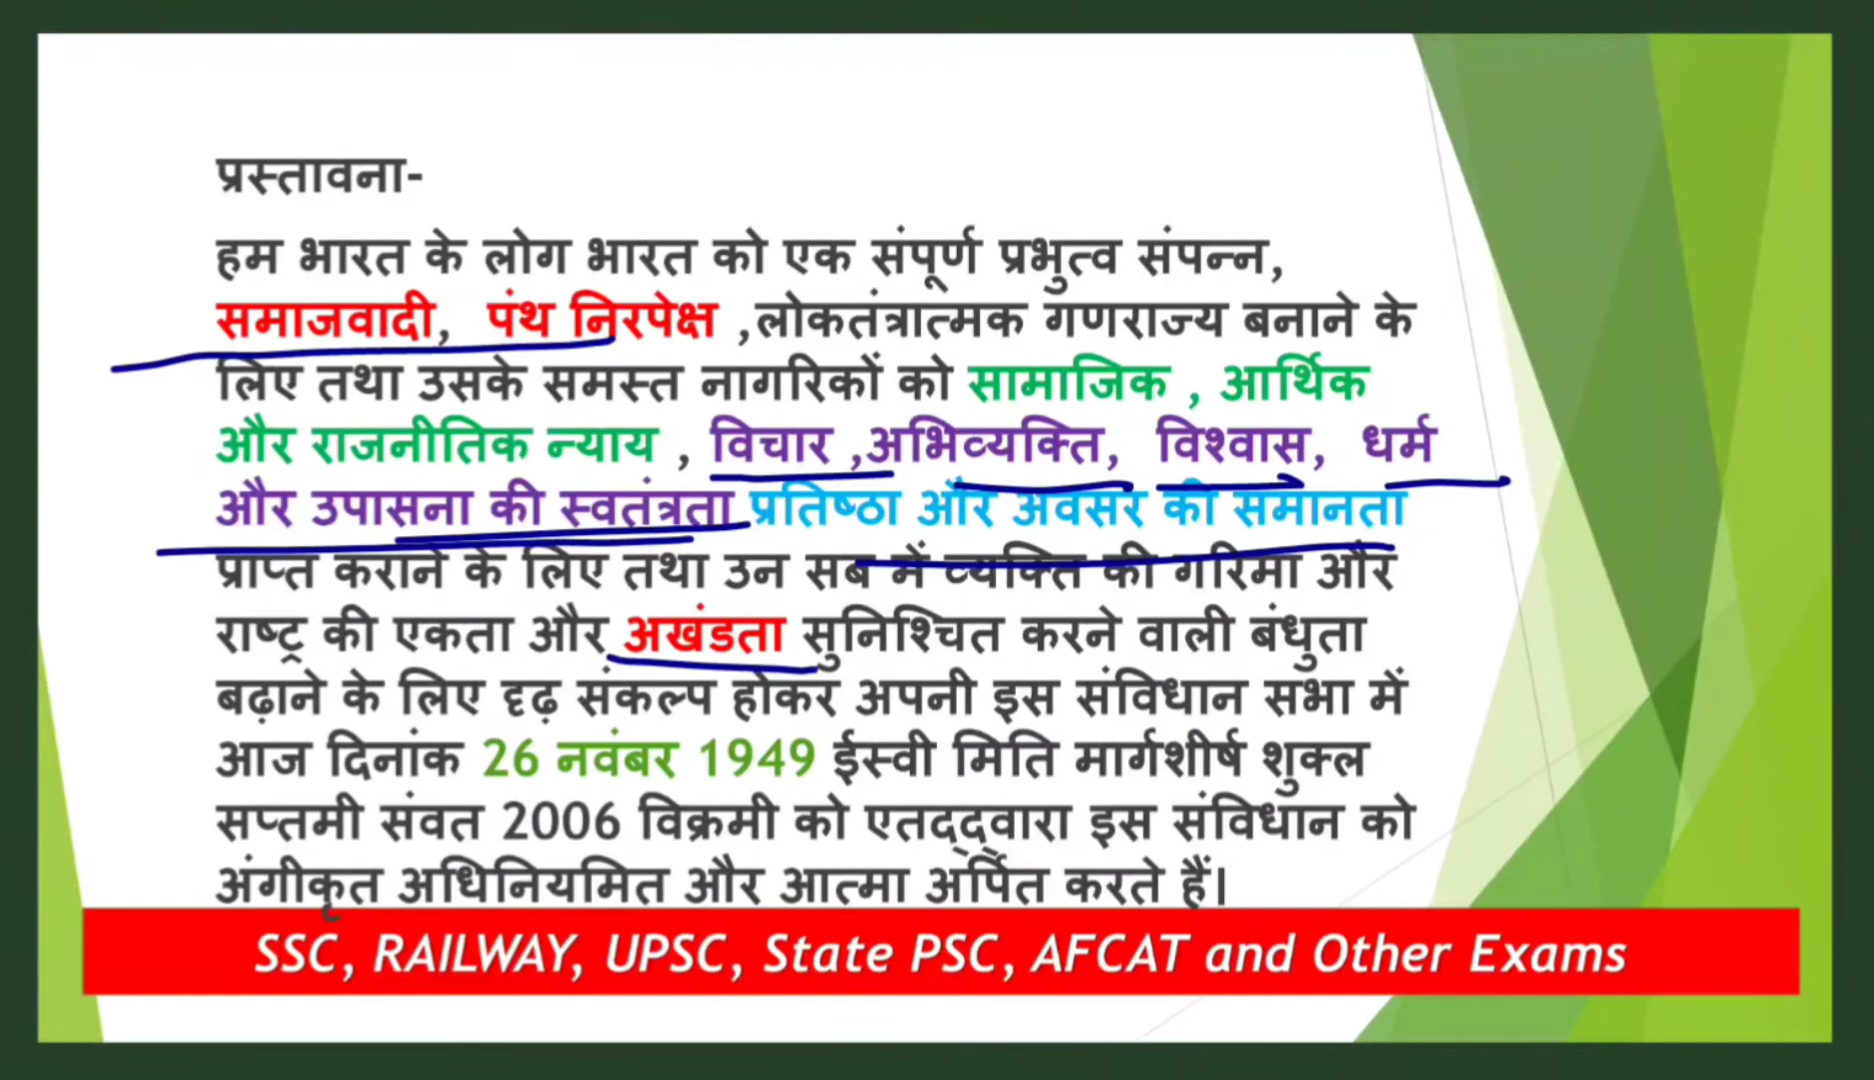 प्रस्तावना-
हम भारत के लोग भारत को एक संपूर्ण प्रभुत्व संपन्न,
समाजवादी, पंथ निरपेक्ष ,लोकतंत्रात्मक गणराज्य बनाने के
लिए तथा उसके समस्त नागरिकों को सामाजिक , आर्थिक
और राजनीतिक न्याय , विचार ,अभिव्यक्ति, विश्वास, धर्म
और उपासना की स्वतंत्रता प्रतिष्ठा और अवसर की समानता
प्राप्त कराने के लिए तथा उन सब में व्यक्ति की गरिमा और
राष्ट्र की एकता और अखंडता सुनिश्चित करने वाली बंधुता
बढ़ाने के लिए दृढ़ संकल्प होकर अपनी इस संविधान सभा में
आज दिनांक 26 नवंबर 1949 ईस्वी मिति मार्गशीर्ष शुक्ल
सप्तमी संवत 2006 विक्रमी को एतद्द्वारा इस संविधान को
अंगीकृत अधिनियमित और आत्मा अर्पित करते हैं।
SSC, RAILWAY, UPSC, State PSC, AFCAT and Other Exams